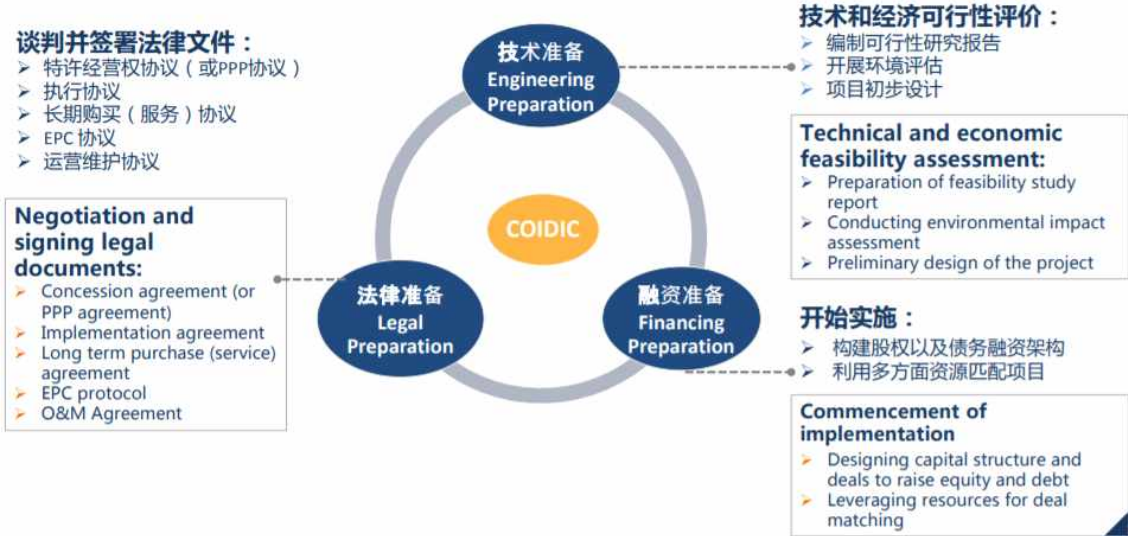 谈判并签署法律文件：
特许经营权协议（或PPP协议）
执行协议
长期购买（服务）协议
EPC 协议
运营维护协议
Negotiation and
signing legal
documents:
Concession agreement (or
PPP agreement)
Implementation agreement
Long term purchase (service)
agreement
EPC protocol
O&M Agreement
技术准备
Engineering
Preparation
COIDIC
法律准备
Legal
Preparation
融资准备
Financing
Preparation
技术和经济可行性评价：
编制可行性研究报告
开展环境评估
项目初步设计
Technical and economic
feasibility assessment:
Preparation of feasibility study
report
Conducting environmental impact
assessment
Preliminary design of the project
开始实施：
构建股权以及债务融资架构
利用多方面资源匹配项目
Commencement of
implementation
Designing capital structure and
deals to raise equity and debt
Leveraging resources for deal
matching